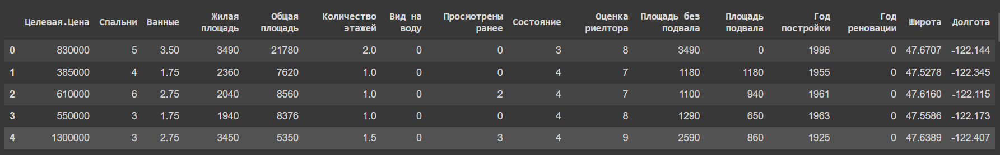 Целевая.Цена Спальни Ванные Жилая площадь Общая площадь Количество этажей Вид на воду Просмотрены ранее Состояние Оценка риелтора Площадь без подвала Площадь подвала Год постройки Год реновации Широта Долгота
0 830000 5 3.50 3490 21780 2.0 0 0 3 8 3490 0 1996 0 47.6707 -122.144
1 385000 4 1.75 2360 7620 1.0 0 0 4 7 1180 1180 1955 0 47.5278 -122.345
2 610000 6 2.75 2040 8560 1.0 0 2 4 7 1100 940 1961 0 47.6160 -122.115
3 550000 3 1.75 1940 8376 1.0 0 0 4 8 1290 650 1963 0 47.5586 -122.173
4 1300000 3 2.75 3450 5350 1.5 0 3 4 9 2590 860 1925 0 47.6389 -122.407